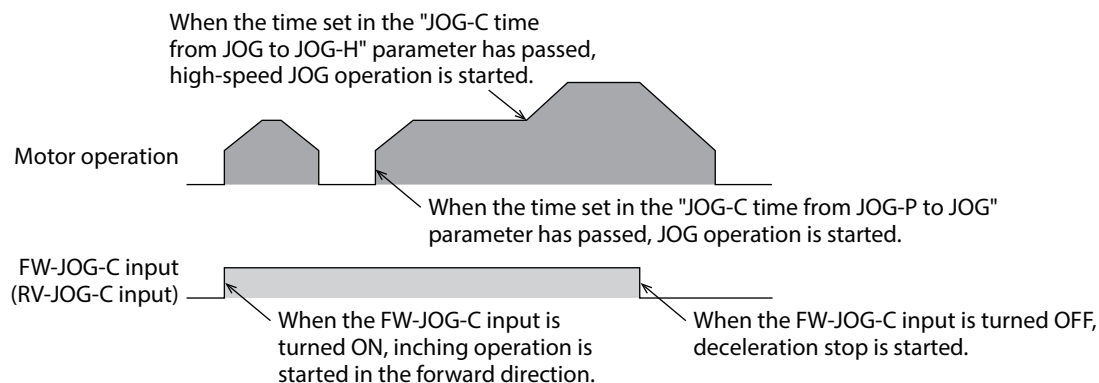 When the time set in the "JOG-C time
from JOG to JOG-H" parameter has passed,
high-speed JOG operation is started.
Motor operation
When the time set in the "JOG-C time from JOG-P to JOG"
parameter has passed, JOG operation is started.
FW-JOG-C input
(RV-JOG-C input)
When the FW-JOG-C input is
turned ON, inching operation is
started in the forward direction.
When the FW-JOG-C input is turned OFF,
deceleration stop is started.